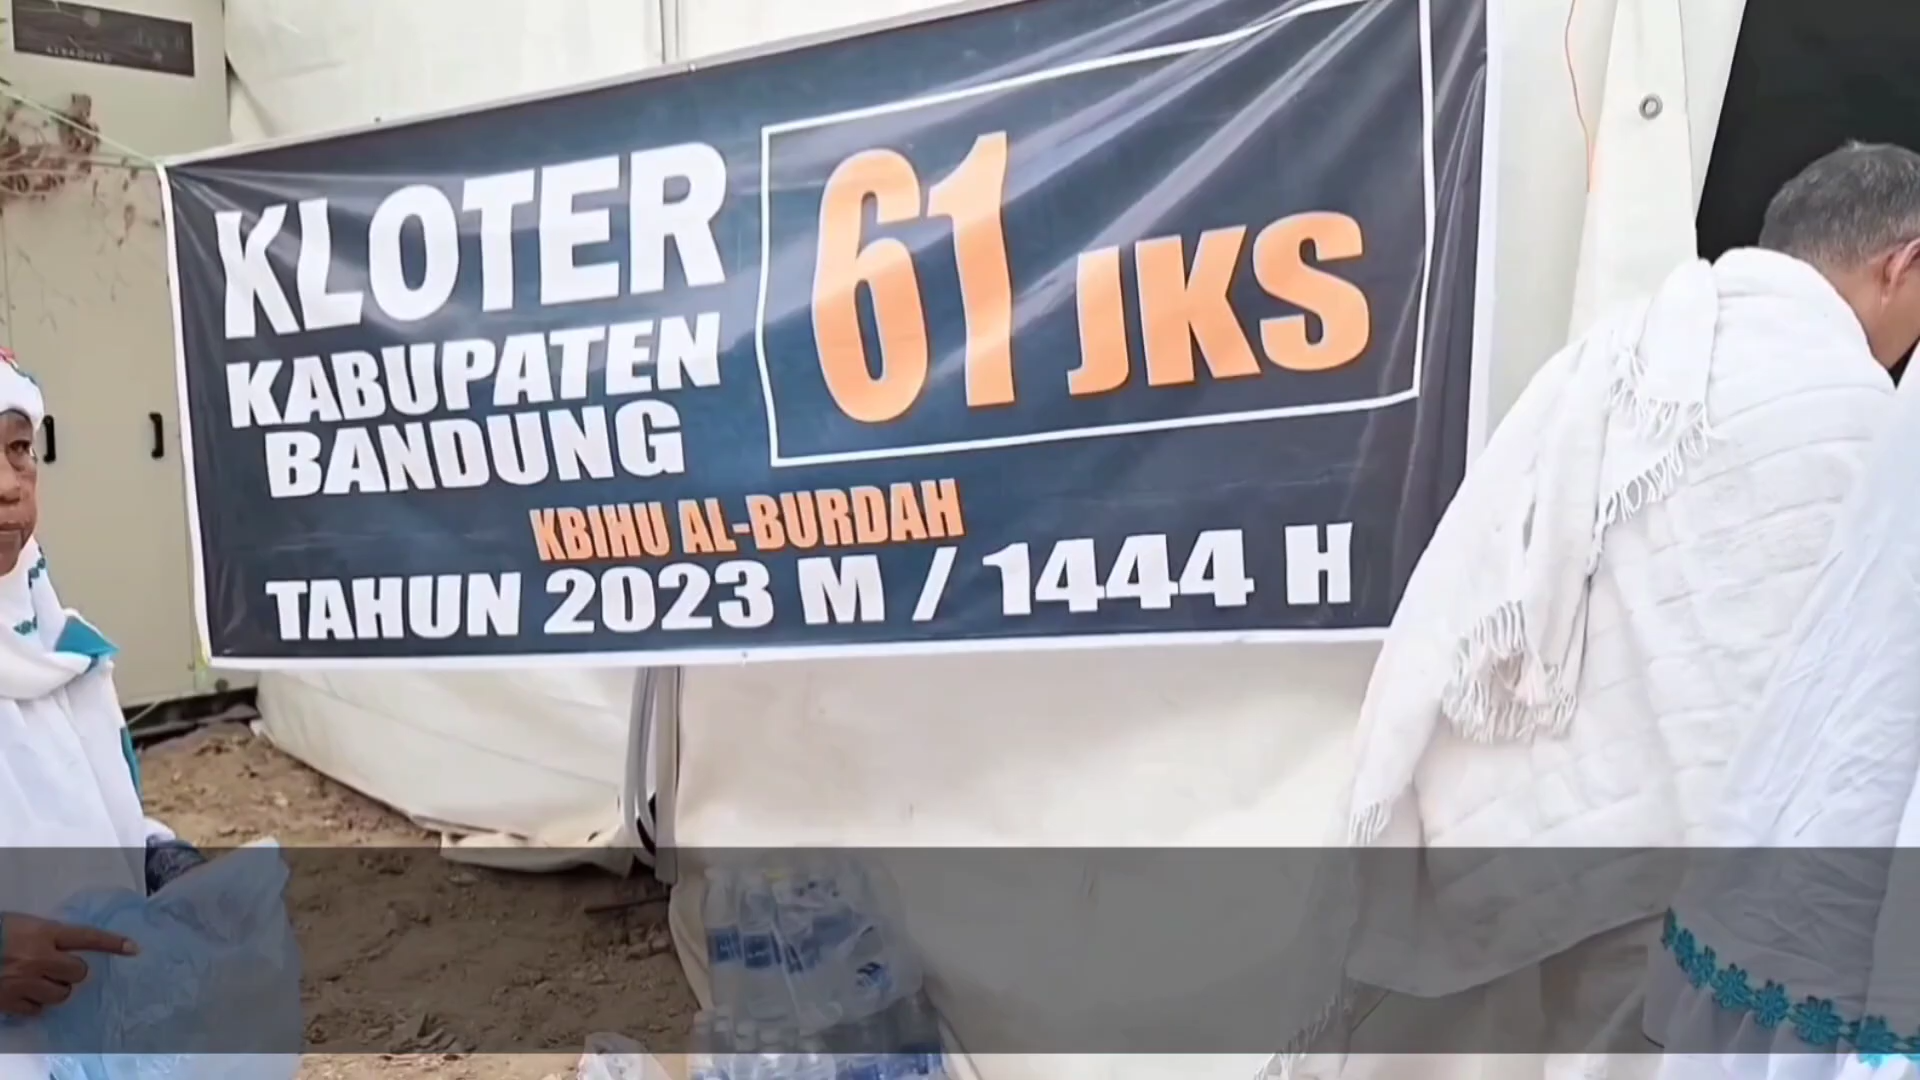 KLOTER
KABUPATEN
BANDUNG
61 JKS
KBIHU AL-BURDAH
TAHUN 2023 M / 1444 H